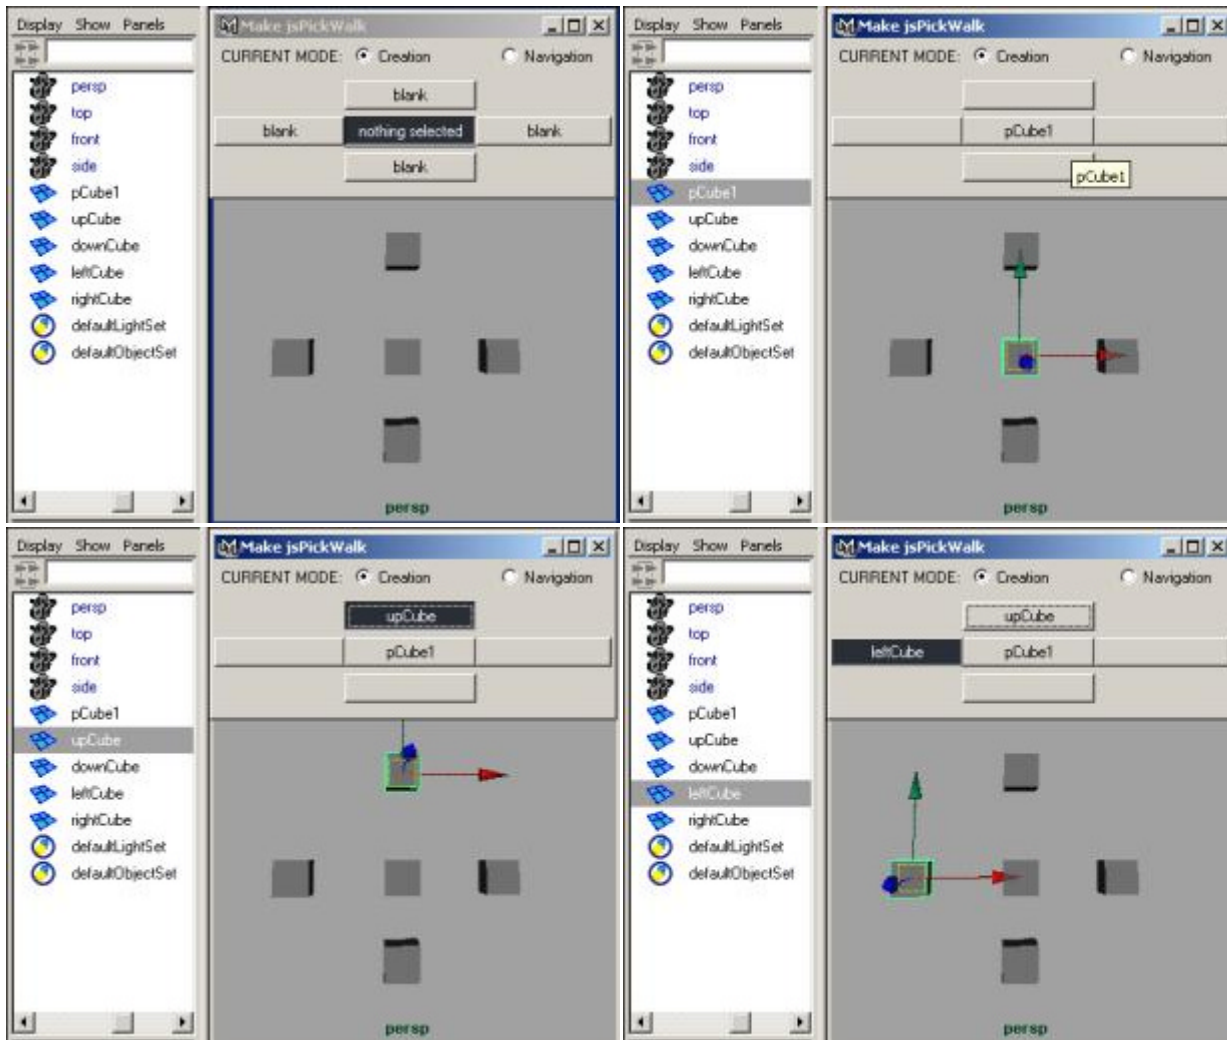 Display Show Panels
persp
top
front
side
pCube1
upCube
downCube
leftCube
rightCube
defaultLightSet
defaultObjectSet
Make jsPickWalk
CURRENT MODE: Creation Navigation
blank
blank nothing selected blank
blank
persp
Display Show Panels
persp
top
front
side
pCube1
upCube
downCube
leftCube
rightCube
defaultLightSet
defaultObjectSet
Make jsPickWalk
CURRENT MODE: Creation Navigation
pCube1
pCube1
persp
Display Show Panels
persp
top
front
side
pCube1
upCube
downCube
leftCube
rightCube
defaultLightSet
defaultObjectSet
Make jsPickWalk
CURRENT MODE: Creation Navigation
upCube
pCube1
persp
Display Show Panels
persp
top
front
side
pCube1
upCube
downCube
leftCube
rightCube
defaultLightSet
defaultObjectSet
Make jsPickWalk
CURRENT MODE: Creation Navigation
upCube
leftCube pCube1
persp